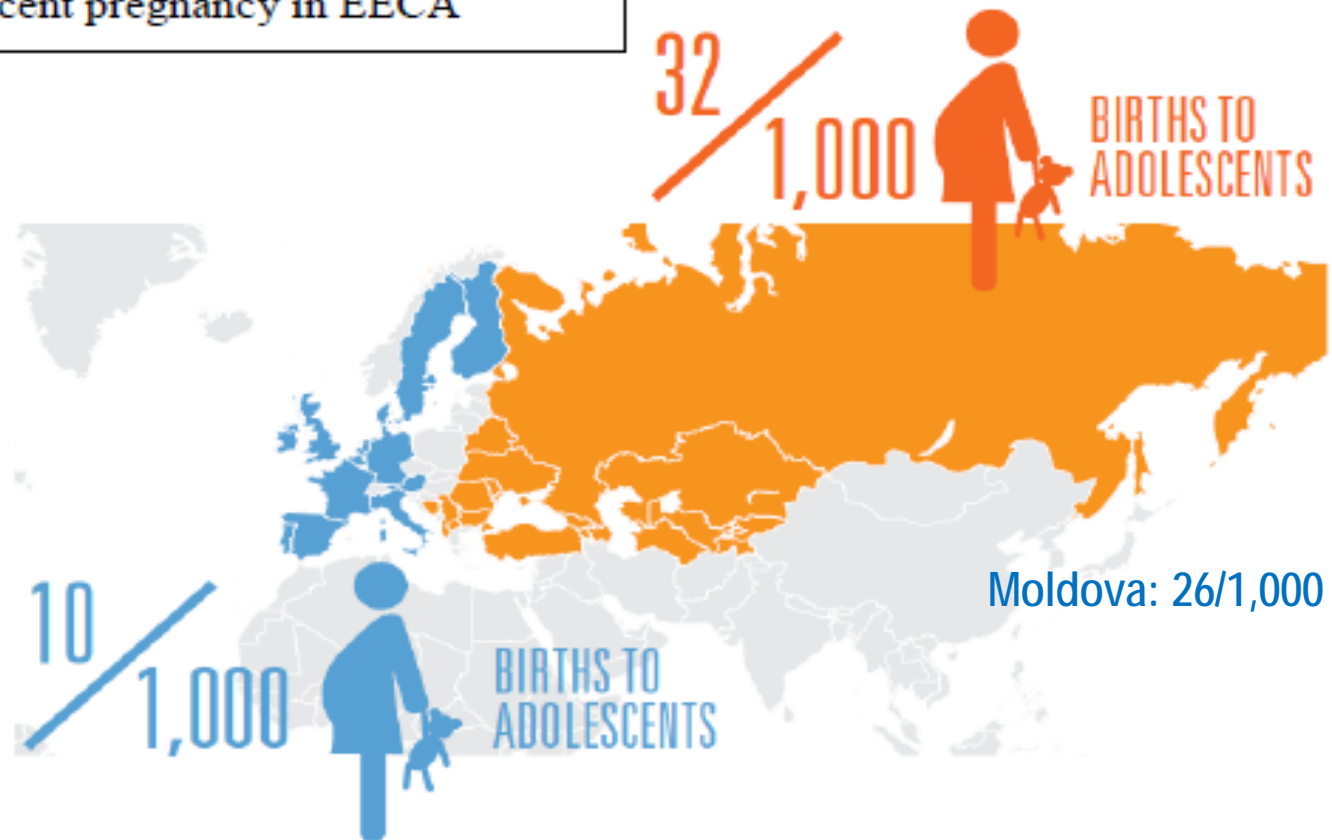 pregnancy in EECA
32/1,000
BIRTHS TO
ADOLESCENTS
Moldova: 26/1,000
10/1,000
BIRTHS TO
ADOLESCENTS